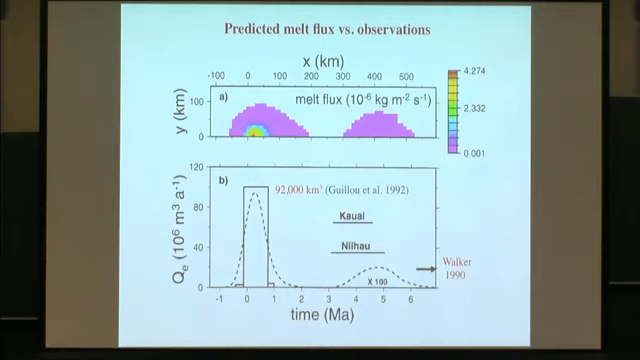 Predicted melt flux vs. observations
x (km)
-100 0 100 200 300 400 500
y (km)
100
0
a)
melt flux (10⁻⁶ kg m⁻² s⁻¹)
4.274
2.332
0.001
Qe (10⁶ m³ a⁻¹)
120
80
40
0
b)
92,000 km³ (Guillou et al. 1992)
Kauai
Niihau
Walker
1990
X 100
-1 0 1 2 3 4 5 6
time (Ma)